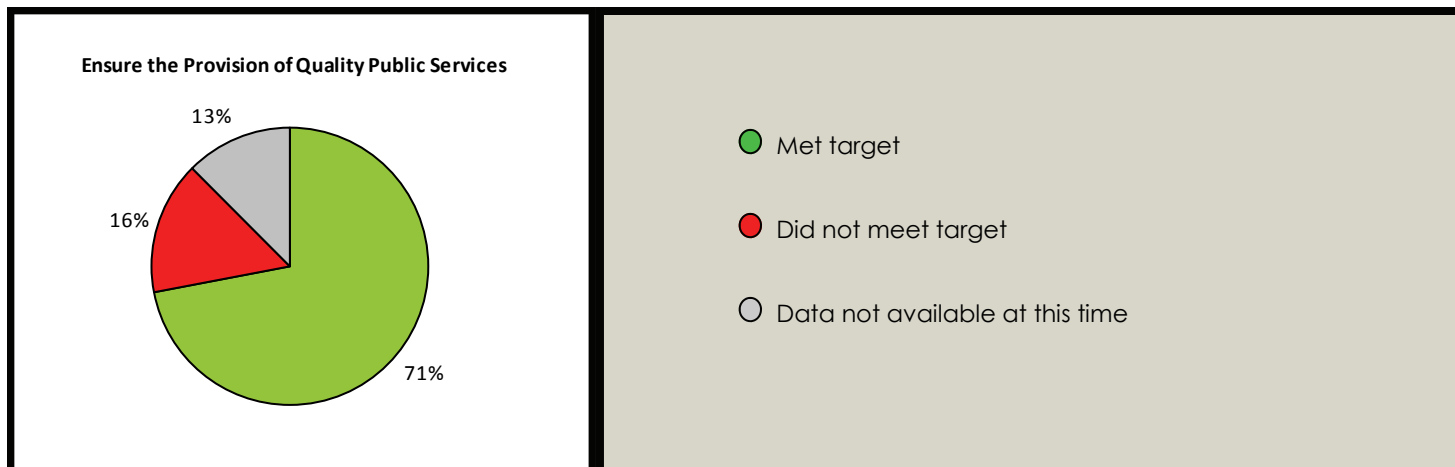 Ensure the Provision of Quality Public Services
13%
16%
71%
Met target
Did not meet target
Data not available at this time